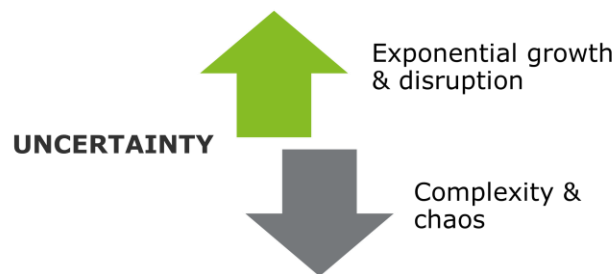 Exponential growth
& disruption
UNCERTAINTY
Complexity &
chaos